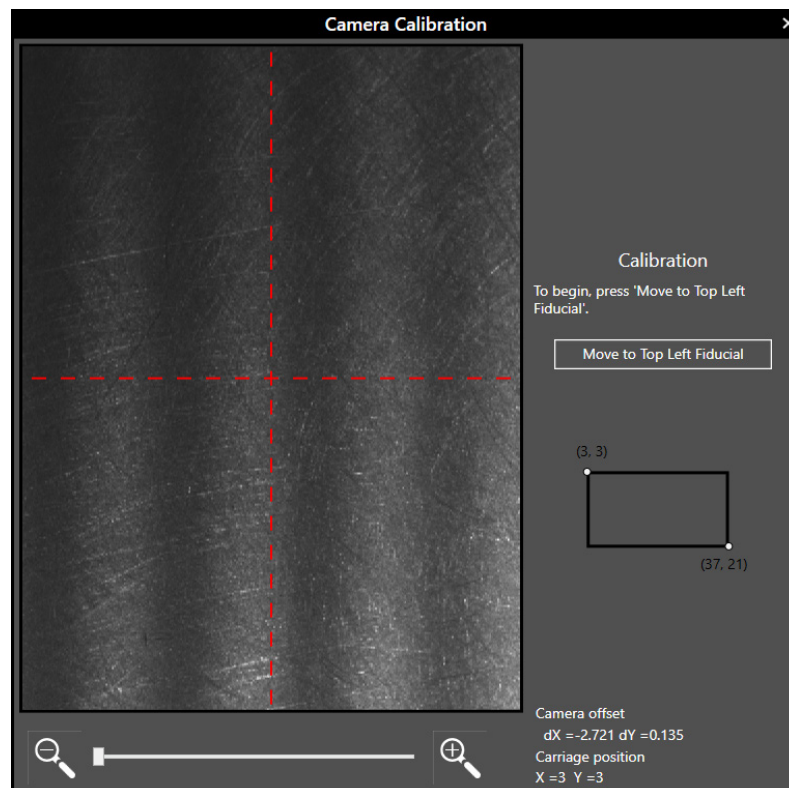 Camera Calibration
Calibration
To begin, press 'Move to Top Left
Fiducial'.
Move to Top Left Fiducial
(3, 3)
(37, 21)
Camera offset
dX =-2.721 dY =0.135
Carriage position
X =3 Y =3